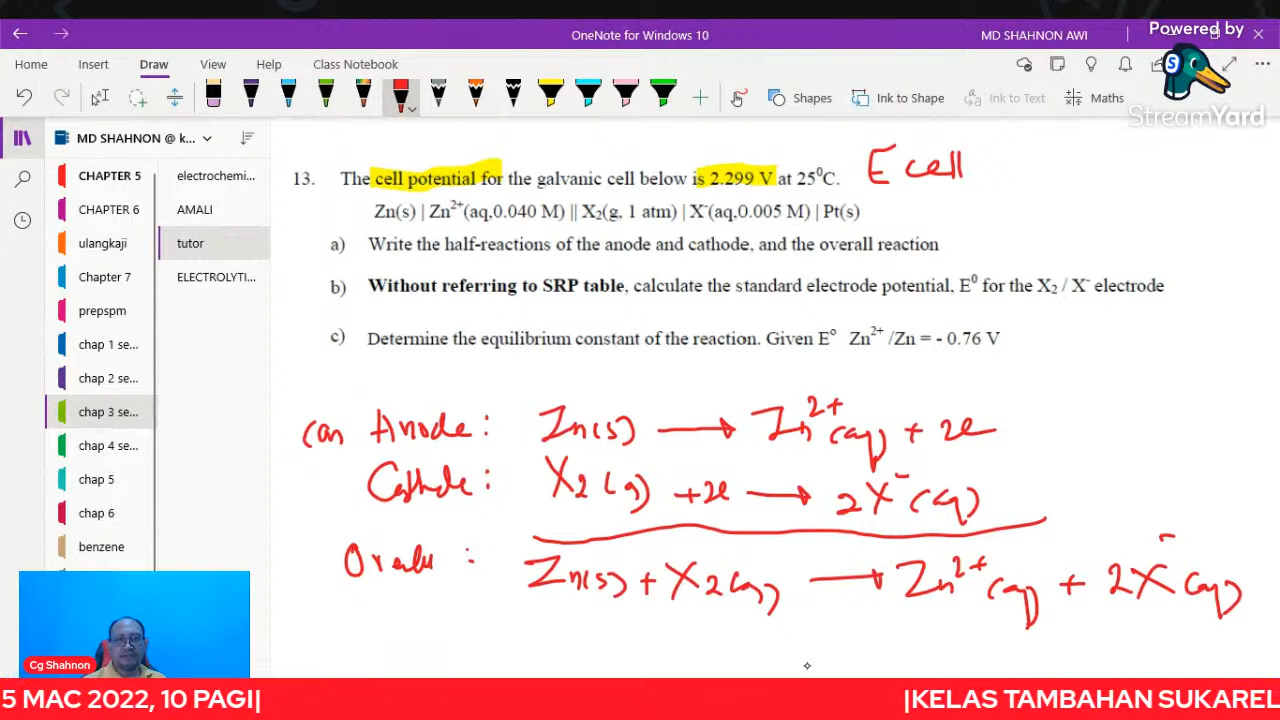 OneNote for Windows 10
MD SHAHNON AWI
Powered by
StreamYard
Home Insert Draw View Help Class Notebook
Shapes Ink to Shape Ink to Text Maths
MD SHAHNON @ k...
CHAPTER 5
CHAPTER 6
ulangkaji
Chapter 7
prepspm
chap 1 se...
chap 2 se...
chap 3 se...
chap 4 se...
chap 5
chap 6
benzene
electrochemi...
AMALI
tutor
ELECTROLYTI...
13. The cell potential for the galvanic cell below is 2.299 V at 25⁰C. E cell
Zn(s) | Zn²⁺(aq,0.040 M) || X₂(g, 1 atm) | X⁻(aq,0.005 M) | Pt(s)
a) Write the half-reactions of the anode and cathode, and the overall reaction
b) Without referring to SRP table, calculate the standard electrode potential, E⁰ for the X₂ / X⁻ electrode
c) Determine the equilibrium constant of the reaction. Given E° Zn²⁺ /Zn = - 0.76 V
Anode : Zn(s) → Zn²⁺(aq) + 2e
Cathode : X₂(g) + 2e → 2X⁻(aq)
: Zn(s) + X₂(g) → Zn²⁺(aq) + 2X⁻(aq)
Cg Shahnon
5 MAC 2022, 10 PAGI| |KELAS TAMBAHAN SUKAREL